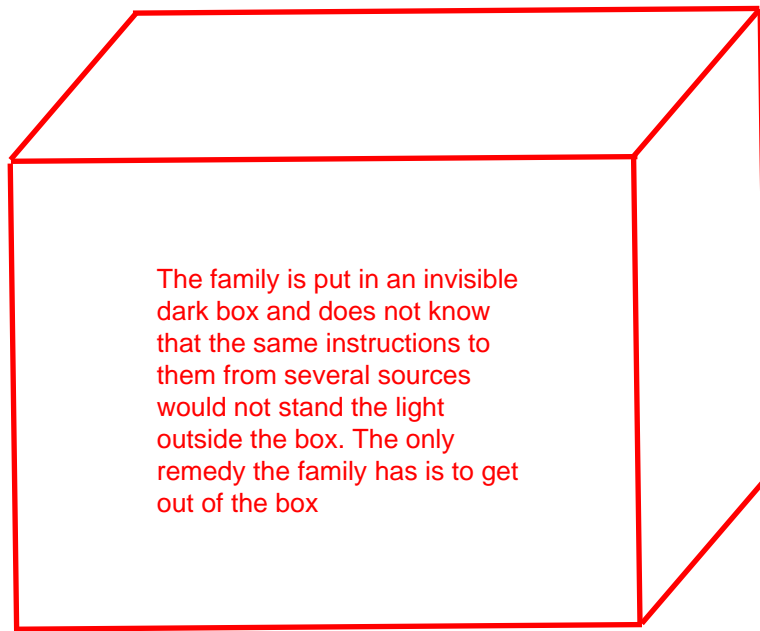 The family is put in an invisible
dark box and does not know
that the same instructions to
them from several sources
would not stand the light
outside the box. The only
remedy the family has is to get
out of the box